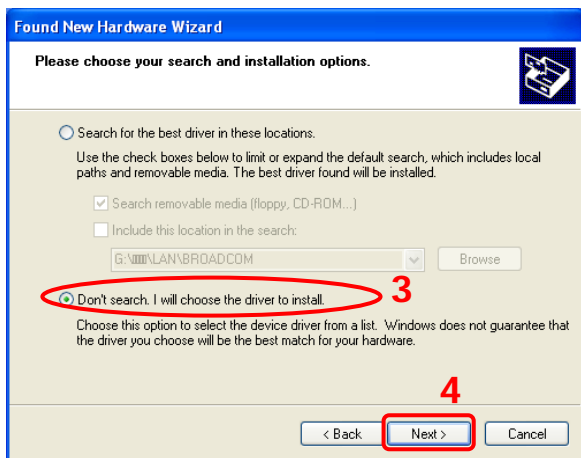 Found New Hardware Wizard
Please choose your search and installation options.
Search for the best driver in these locations.
Use the check boxes below to limit or expand the default search, which includes local
paths and removable media. The best driver found will be installed.
Search removable media (floppy, CD-ROM...)
Include this location in the search:
\LAN\BROADCOM
Browse
Don't search. I will choose the driver to install.
3
Choose this option to select the device driver from a list. Windows does not guarantee that
the driver you choose will be the best match for your hardware.
4
< Back
Next >
Cancel